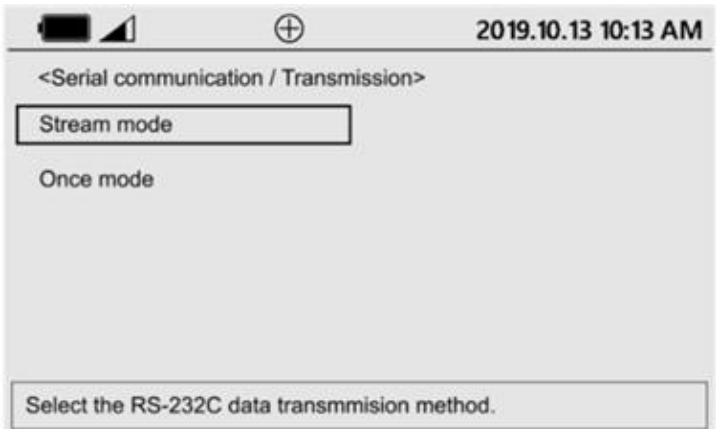 2019.10.13 10:13 AM
<Serial communication / Transmission>
Stream mode
Once mode
Select the RS-232C data transmmision method.